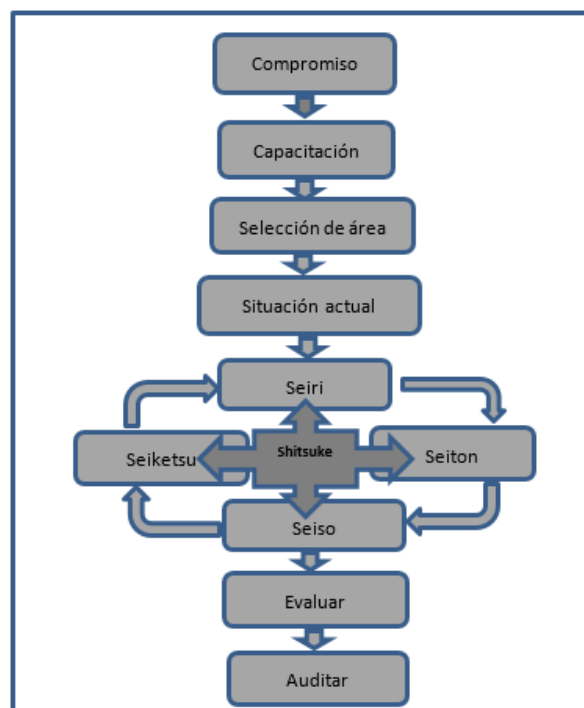 Compromiso
Capacitación
Selección de área
Situación actual
Seiri
Seiketsu
Shitsuke
Seiton
Seiso
Evaluar
Auditar